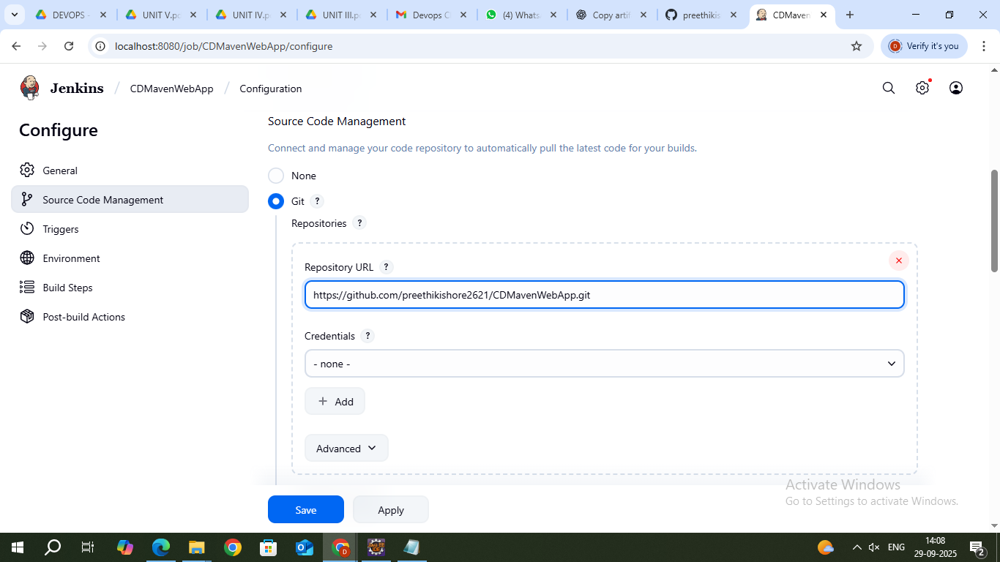 DEVOPS -
UNIT V.p
UNIT IV.p
UNIT III.p
Devops C
(4) Whats
Copy artif
preethikis
CDMaven
localhost:8080/job/CDMavenWebApp/configure
Verify it's you
Jenkins / CDMavenWebApp / Configuration
Configure
General
Source Code Management
Triggers
Environment
Build Steps
Post-build Actions
Source Code Management
Connect and manage your code repository to automatically pull the latest code for your builds.
None
Git ?
Repositories ?
Repository URL ?
https://github.com/preethikishore2621/CDMavenWebApp.git
Credentials ?
- none -
+ Add
Advanced
Save
Apply
Activate Windows
Go to Settings to activate Windows.
ENG
14:08
29-09-2025
2